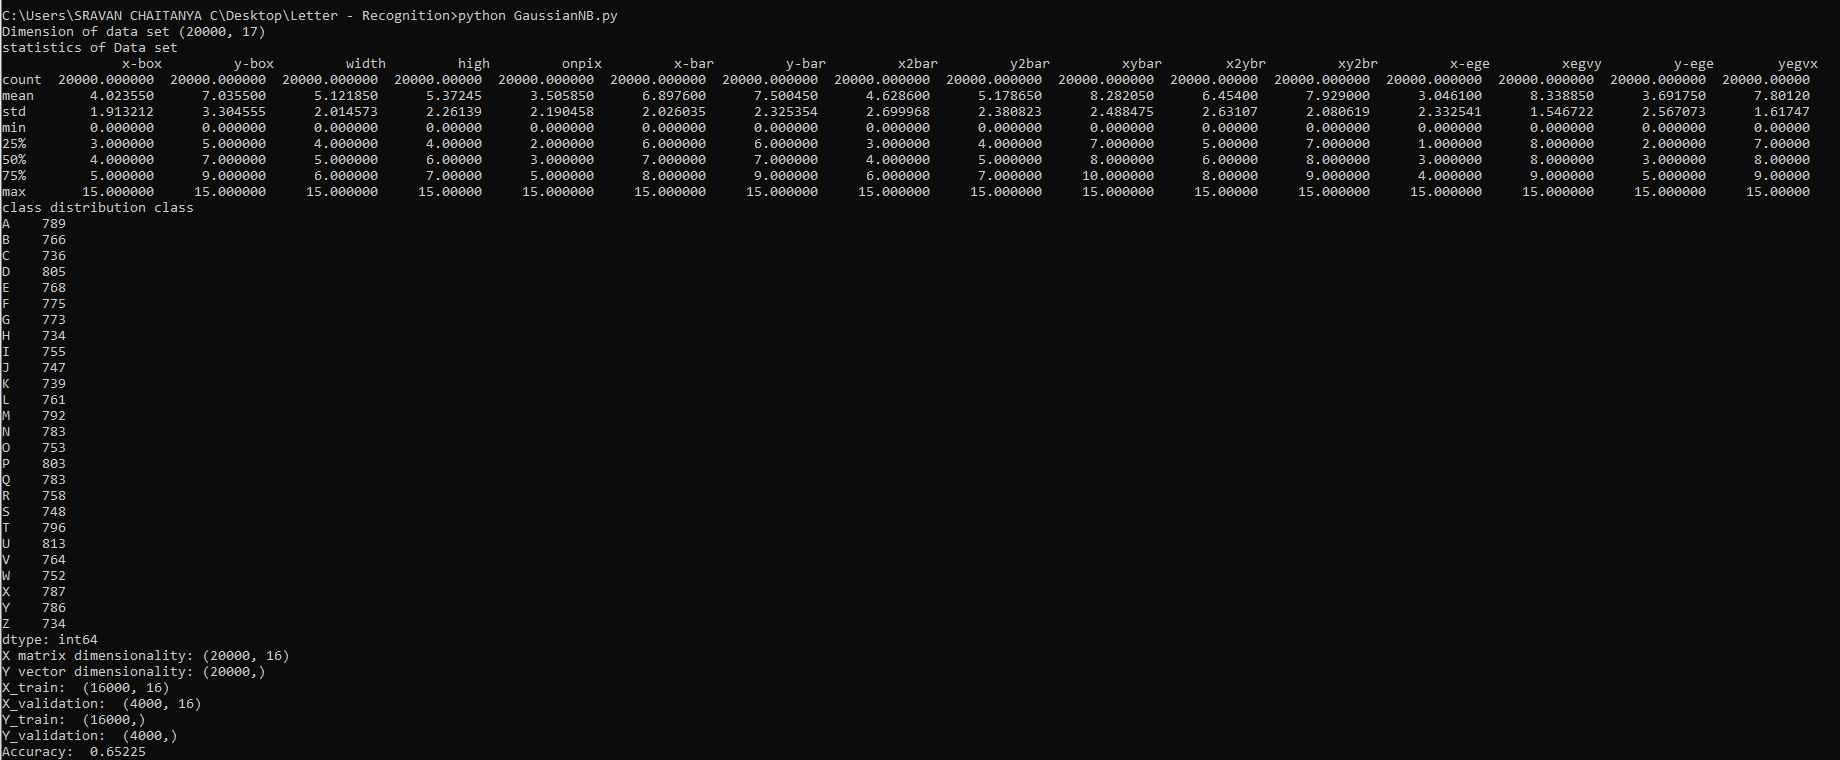 C:\Users\SRAVAN CHAITANYA C\Desktop\Letter - Recognition>python GaussianNB.py
Dimension of data set (20000, 17)
statistics of Data set
x-box y-box width high onpix x-bar y-bar x2bar y2bar xybar x2ybr xy2br x-ege xegvy y-ege yegvx
count 20000.000000 20000.000000 20000.000000 20000.00000 20000.000000 20000.000000 20000.000000 20000.000000 20000.000000 20000.000000 20000.00000 20000.000000 20000.000000 20000.000000 20000.000000 20000.00000
mean 4.023550 7.035500 5.121850 5.37245 3.505850 6.897600 7.500450 4.628600 5.178650 8.282050 6.45400 7.929000 3.046100 8.338850 3.691750 7.80120
std 1.913212 3.304555 2.014573 2.26139 2.190458 2.026035 2.325354 2.699968 2.380823 2.488475 2.63107 2.080619 2.332541 1.546722 2.567073 1.61747
min 0.000000 0.000000 0.000000 0.00000 0.000000 0.000000 0.000000 0.000000 0.000000 0.000000 0.00000 0.000000 0.000000 0.000000 0.000000 0.00000
25% 3.000000 5.000000 4.000000 4.00000 2.000000 6.000000 6.000000 3.000000 4.000000 7.000000 5.00000 7.000000 1.000000 8.000000 2.000000 7.00000
50% 4.000000 7.000000 5.000000 6.00000 3.000000 7.000000 7.000000 4.000000 5.000000 8.000000 6.00000 8.000000 3.000000 8.000000 3.000000 8.00000
75% 5.000000 9.000000 6.000000 7.00000 5.000000 8.000000 9.000000 6.000000 7.000000 10.000000 8.00000 9.000000 4.000000 9.000000 5.000000 9.00000
max 15.000000 15.000000 15.000000 15.00000 15.000000 15.000000 15.000000 15.000000 15.000000 15.000000 15.00000 15.000000 15.000000 15.000000 15.000000 15.00000
class distribution class
A 789
B 766
C 736
D 805
E 768
F 775
G 773
H 734
I 755
J 747
K 739
L 761
M 792
N 783
O 753
P 803
Q 783
R 758
S 748
T 796
U 813
V 764
W 752
X 787
Y 786
Z 734
dtype: int64
X matrix dimensionality: (20000, 16)
Y vector dimensionality: (20000,)
X_train:  (16000, 16)
X_validation:  (4000, 16)
Y_train:  (16000,)
Y_validation:  (4000,)
Accuracy:  0.65225